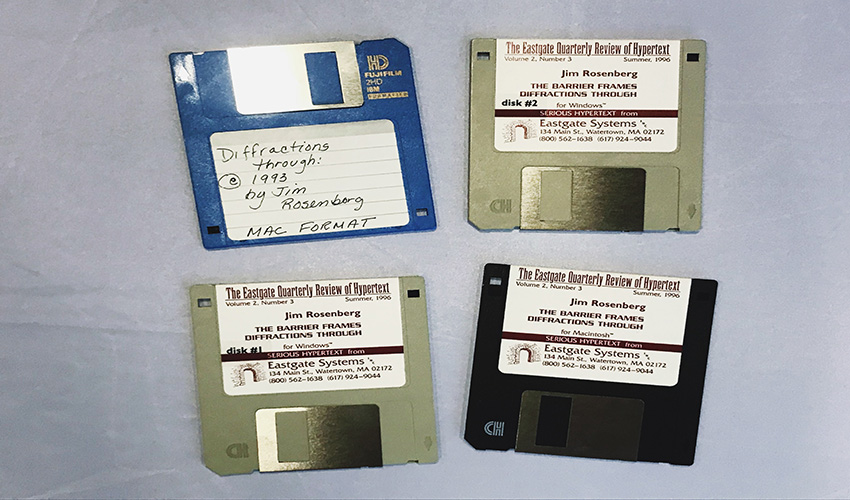 HD
FUJIFILM
2HD
IBM
FORMATTED
Diffractions
through:
© 1993
by Jim
Rosenberg
MAC FORMAT
The Eastgate Quarterly Review of Hypertext
Volume 2, Number 3 Summer, 1996
Jim Rosenberg
THE BARRIER FRAMES
DIFFRACTIONS THROUGH
disk #2
for Windows™
SERIOUS HYPERTEXT from
Eastgate Systems
134 Main St., Watertown, MA 02172
(800) 562-1638 (617) 924-9044
The Eastgate Quarterly Review of Hypertext
Volume 2, Number 3 Summer, 1996
Jim Rosenberg
THE BARRIER FRAMES
DIFFRACTIONS THROUGH
for Windows™
disk #1
SERIOUS HYPERTEXT from
Eastgate Systems
134 Main St., Watertown, MA 02172
(800) 562-1638 (617) 924-9044
The Eastgate Quarterly Review of Hypertext
Volume 2, Number 3 Summer, 1996
Jim Rosenberg
THE BARRIER FRAMES
DIFFRACTIONS THROUGH
for Macintosh™
SERIOUS HYPERTEXT from
Eastgate Systems
134 Main St., Watertown, MA 02172
(800) 562-1638 (617) 924-9044